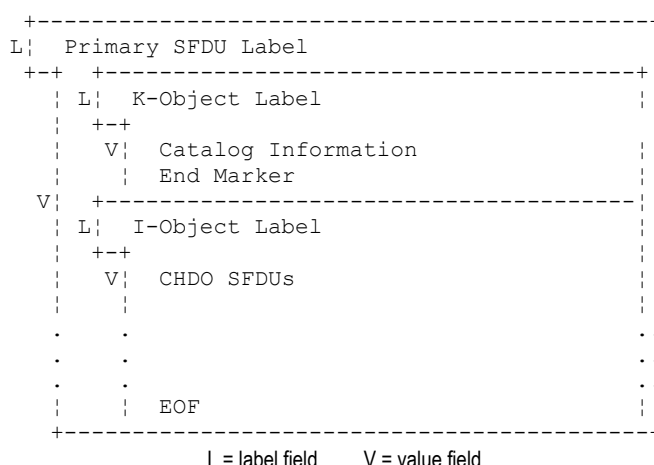 +--------------------------------------------
L¦ Primary SFDU Label
+-+ +--------------------------------------+
¦ L¦ K-Object Label ¦
¦ +-+
¦ V¦ Catalog Information ¦
¦ ¦ End Marker ¦
V¦ +--------------------------------------¦
¦ L¦ I-Object Label ¦
¦ +-+ ¦
¦ V¦ CHDO SFDUs ¦
¦ ¦ ¦
. . .
. . .
. . .
¦ ¦ EOF ¦
+------------------------------------------
L = label field V = value field